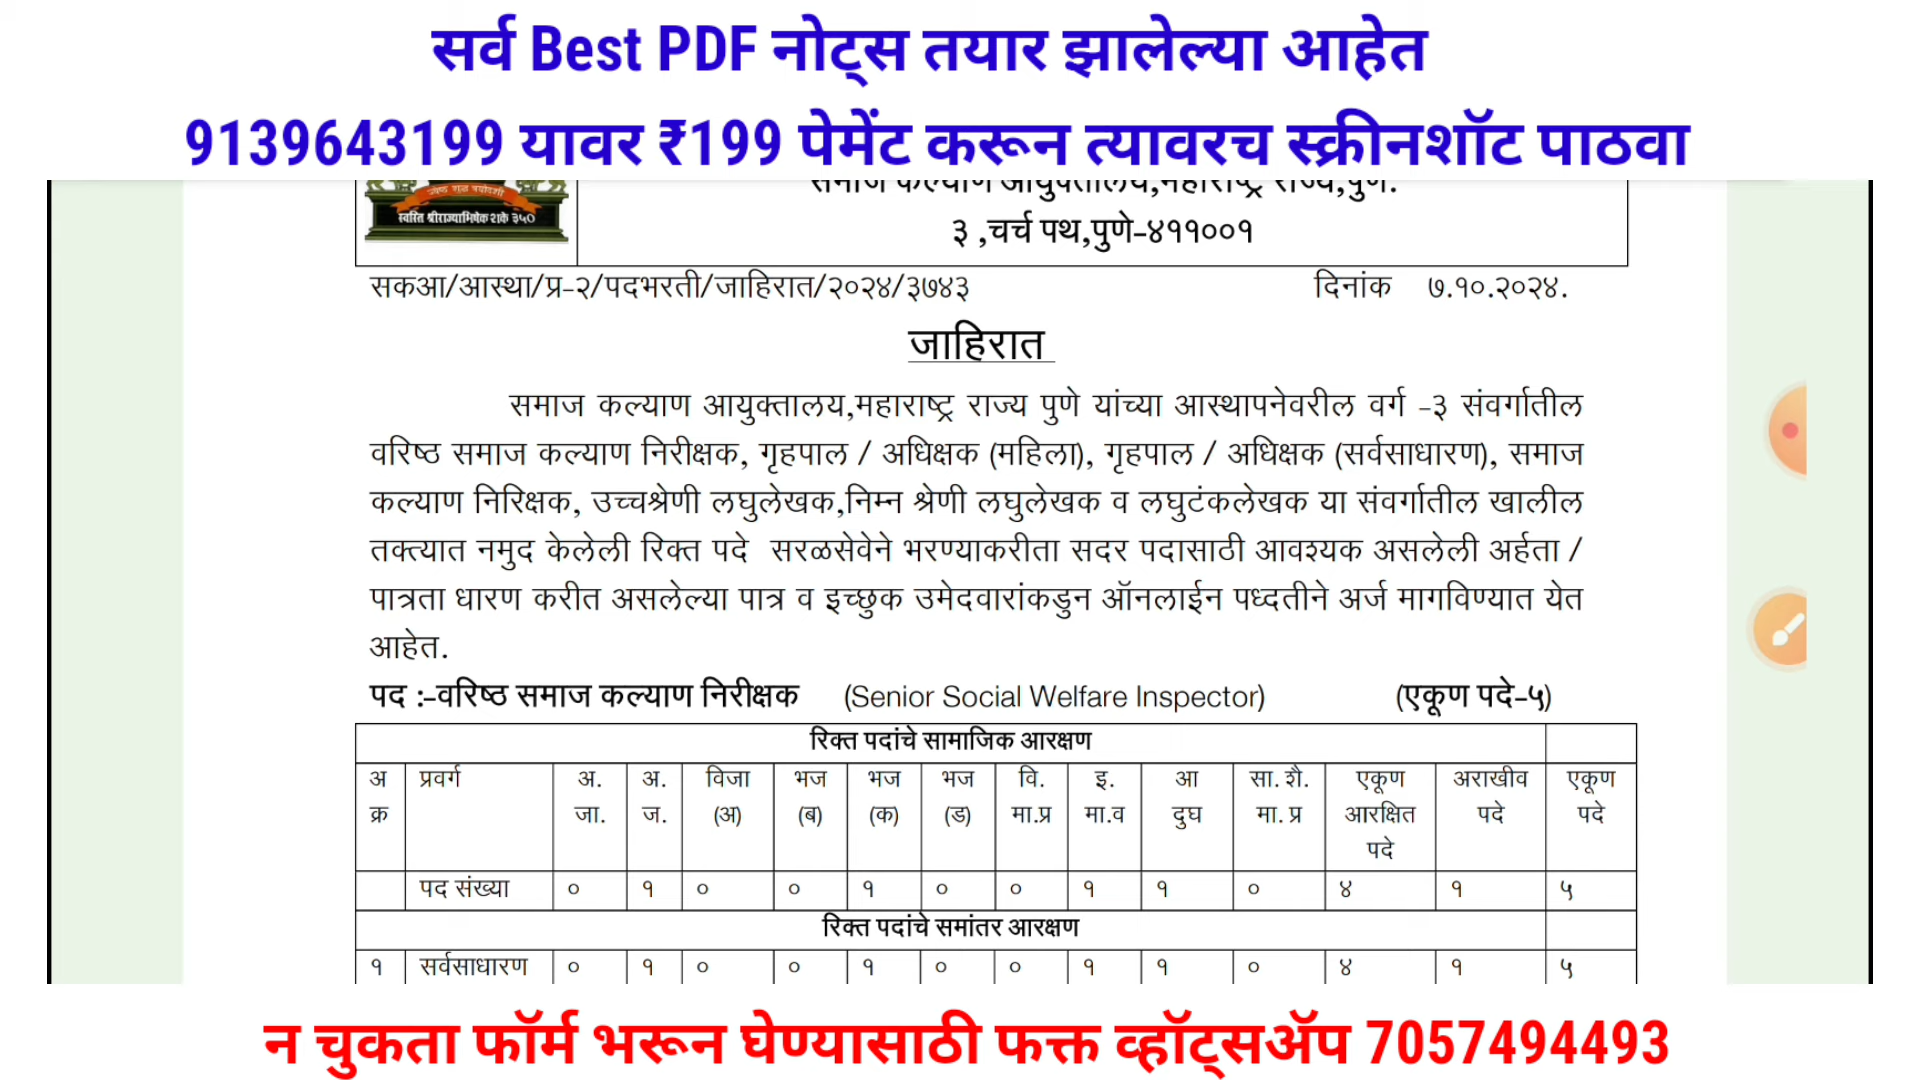 सर्व Best PDF नोट्स तयार झालेल्या आहेत
9139643199 यावर ₹199 पेमेंट करून त्यावरच स्क्रीनशॉट पाठवा
समाज कल्याण आयुक्तालय,महाराष्ट्र राज्य,पुणे.
स्वस्ति श्रीराज्याभिषेक शके ३५०
३ ,चर्च पथ,पुणे-४११००१
सकआ/आस्था/प्र-२/पदभरती/जाहिरात/२०२४/३७४३ दिनांक ७.१०.२०२४.
जाहिरात
समाज कल्याण आयुक्तालय,महाराष्ट्र राज्य पुणे यांच्या आस्थापनेवरील वर्ग -३ संवर्गातील
वरिष्ठ समाज कल्याण निरीक्षक, गृहपाल / अधिक्षक (महिला), गृहपाल / अधिक्षक (सर्वसाधारण), समाज
कल्याण निरिक्षक, उच्चश्रेणी लघुलेखक,निम्न श्रेणी लघुलेखक व लघुटंकलेखक या संवर्गातील खालील
तक्त्यात नमुद केलेली रिक्त पदे सरळसेवेने भरण्याकरीता सदर पदासाठी आवश्यक असलेली अर्हता /
पात्रता धारण करीत असलेल्या पात्र व इच्छुक उमेदवारांकडुन ऑनलाईन पध्दतीने अर्ज मागविण्यात येत
आहेत.
पद :-वरिष्ठ समाज कल्याण निरीक्षक (Senior Social Welfare Inspector) (एकूण पदे-५)
रिक्त पदांचे सामाजिक आरक्षण
अ प्रवर्ग अ. अ. विजा भज भज भज वि. इ. आ सा. शै. एकूण अराखीव एकूण
क्र जा. ज. (अ) (ब) (क) (ड) मा.प्र मा.व दुघ मा. प्र आरक्षित पदे पदे
पदे
पद संख्या ० १ ० ० १ ० ० १ १ ० ४ १ ५
रिक्त पदांचे समांतर आरक्षण
१ सर्वसाधारण ० १ ० ० १ ० ० १ १ ० ४ १ ५
न चुकता फॉर्म भरून घेण्यासाठी फक्त व्हॉट्सॲप 7057494493